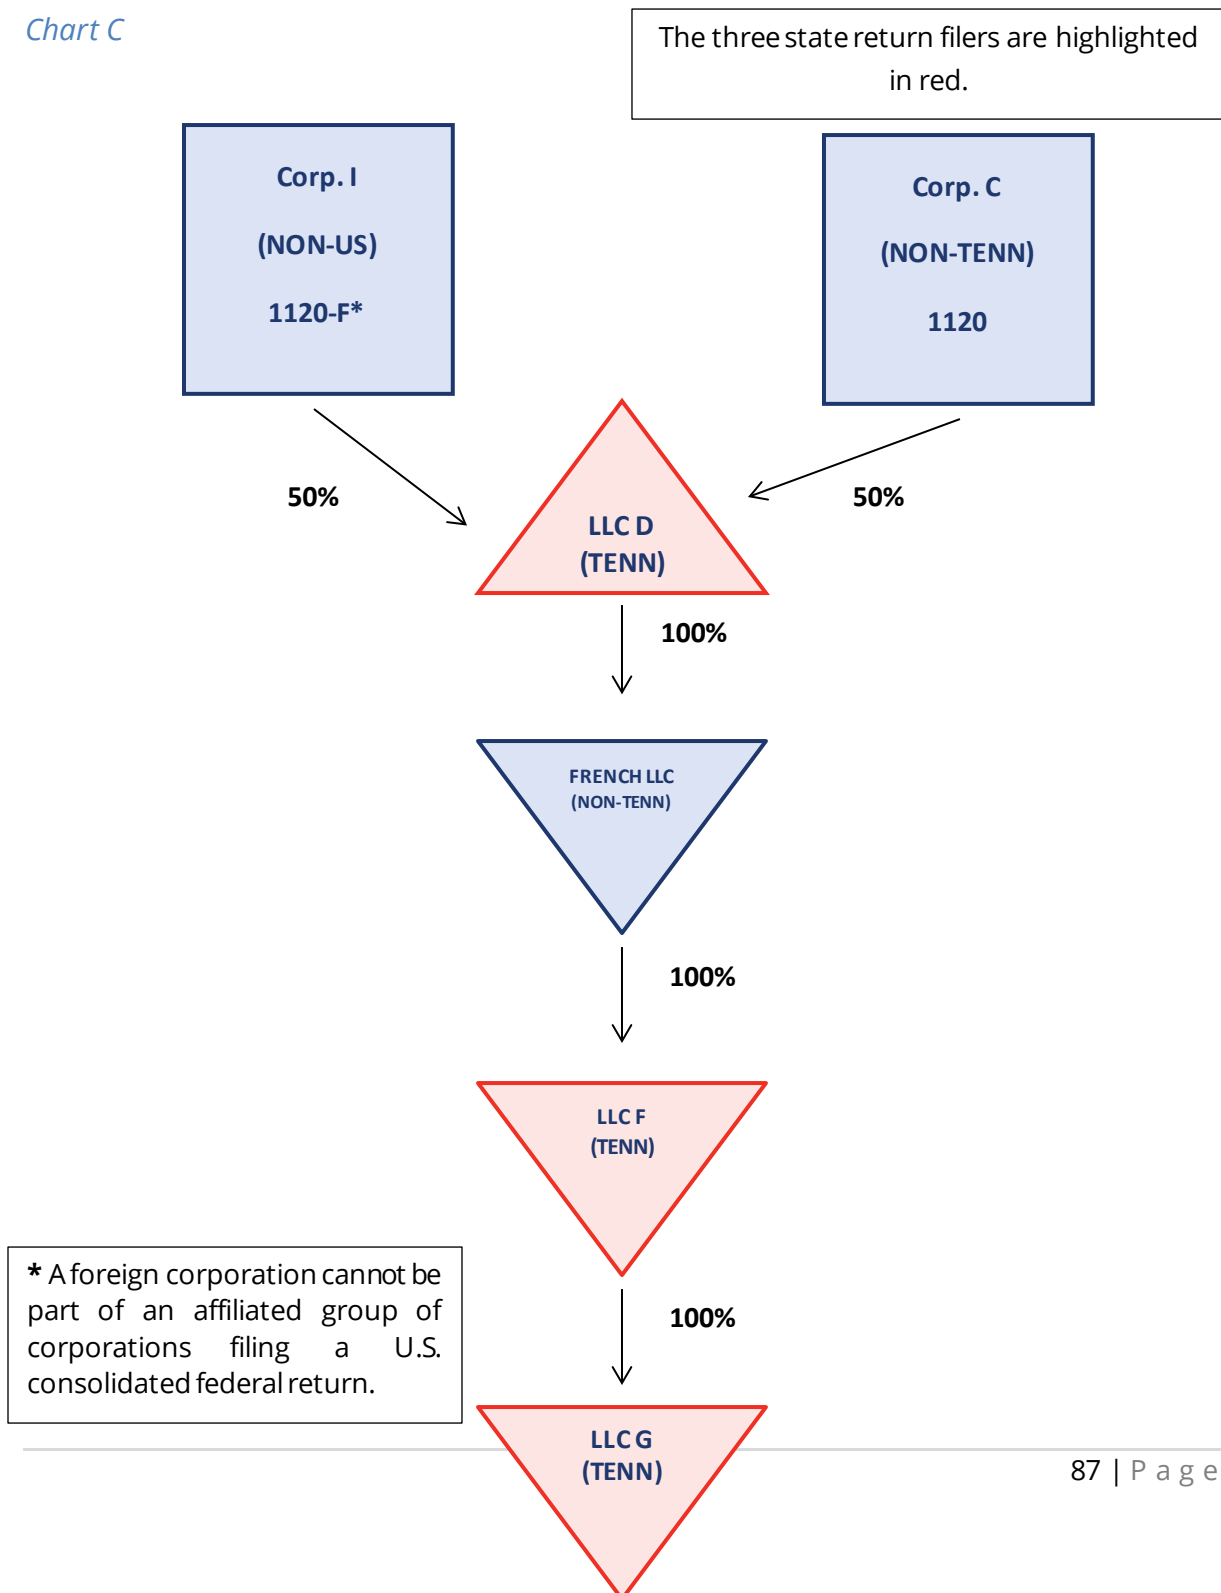 Chart C
The three state return filers are highlighted
in red.
Corp. I
(NON-US)
1120-F*
Corp. C
(NON-TENN)
1120
50%
50%
LLC D
(TENN)
100%
FRENCH LLC
(NON-TENN)
100%
LLC F
(TENN)
* A foreign corporation cannot be
part of an affiliated group of
corporations filing a U.S.
consolidated federal return.
100%
LLC G
(TENN)
87 | P a g e